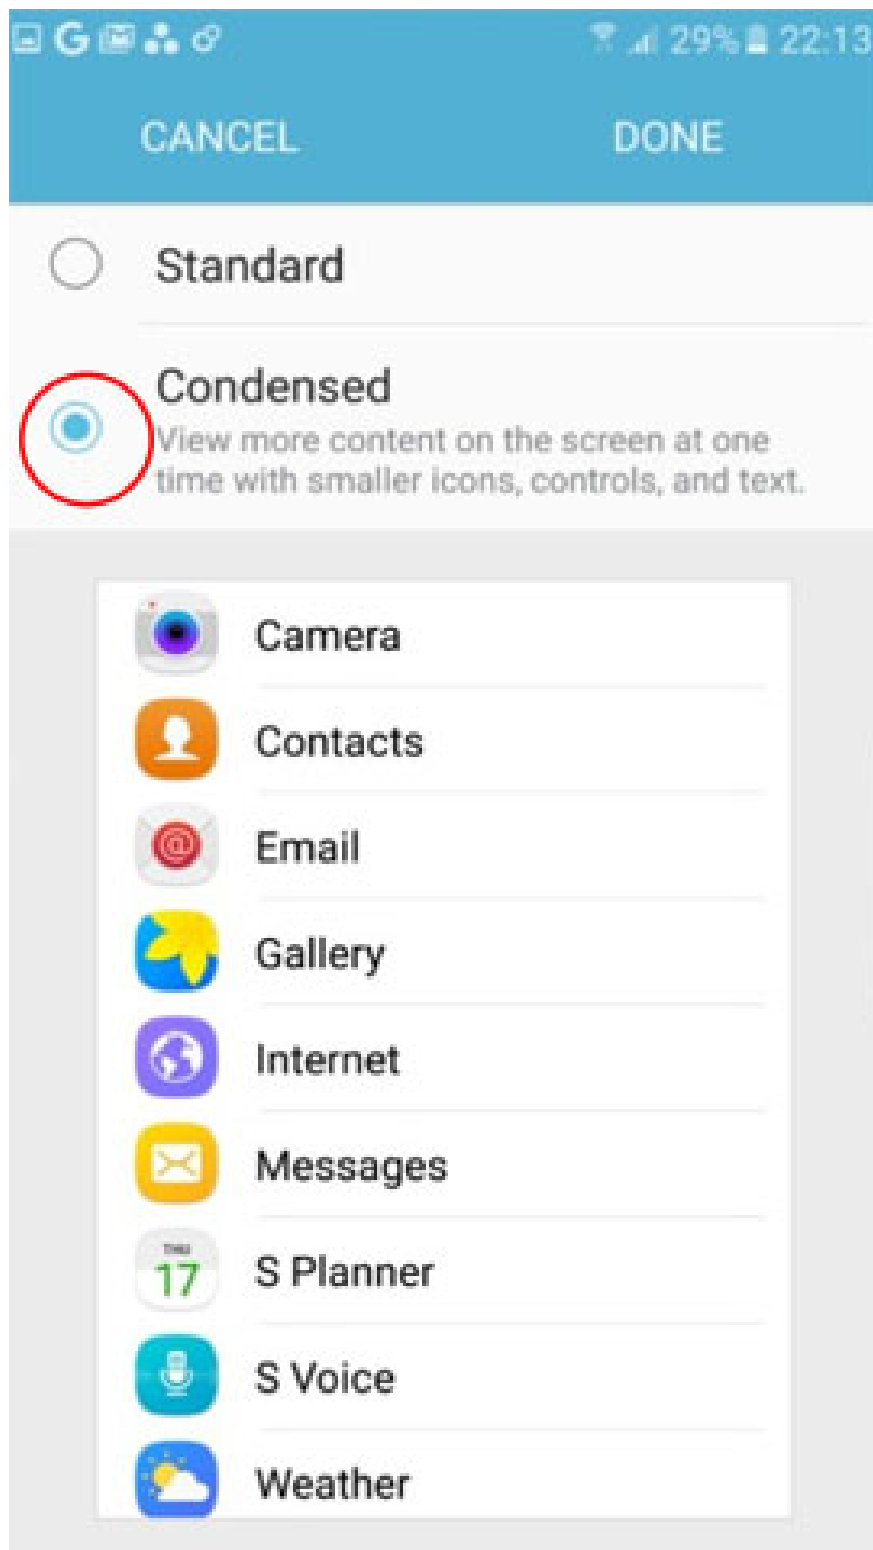 G 29% 22:13
CANCEL DONE
Standard
Condensed
View more content on the screen at one
time with smaller icons, controls, and text.
Camera
Contacts
@
Email
Gallery
Internet
Messages
THU
17
S Planner
S Voice
Weather